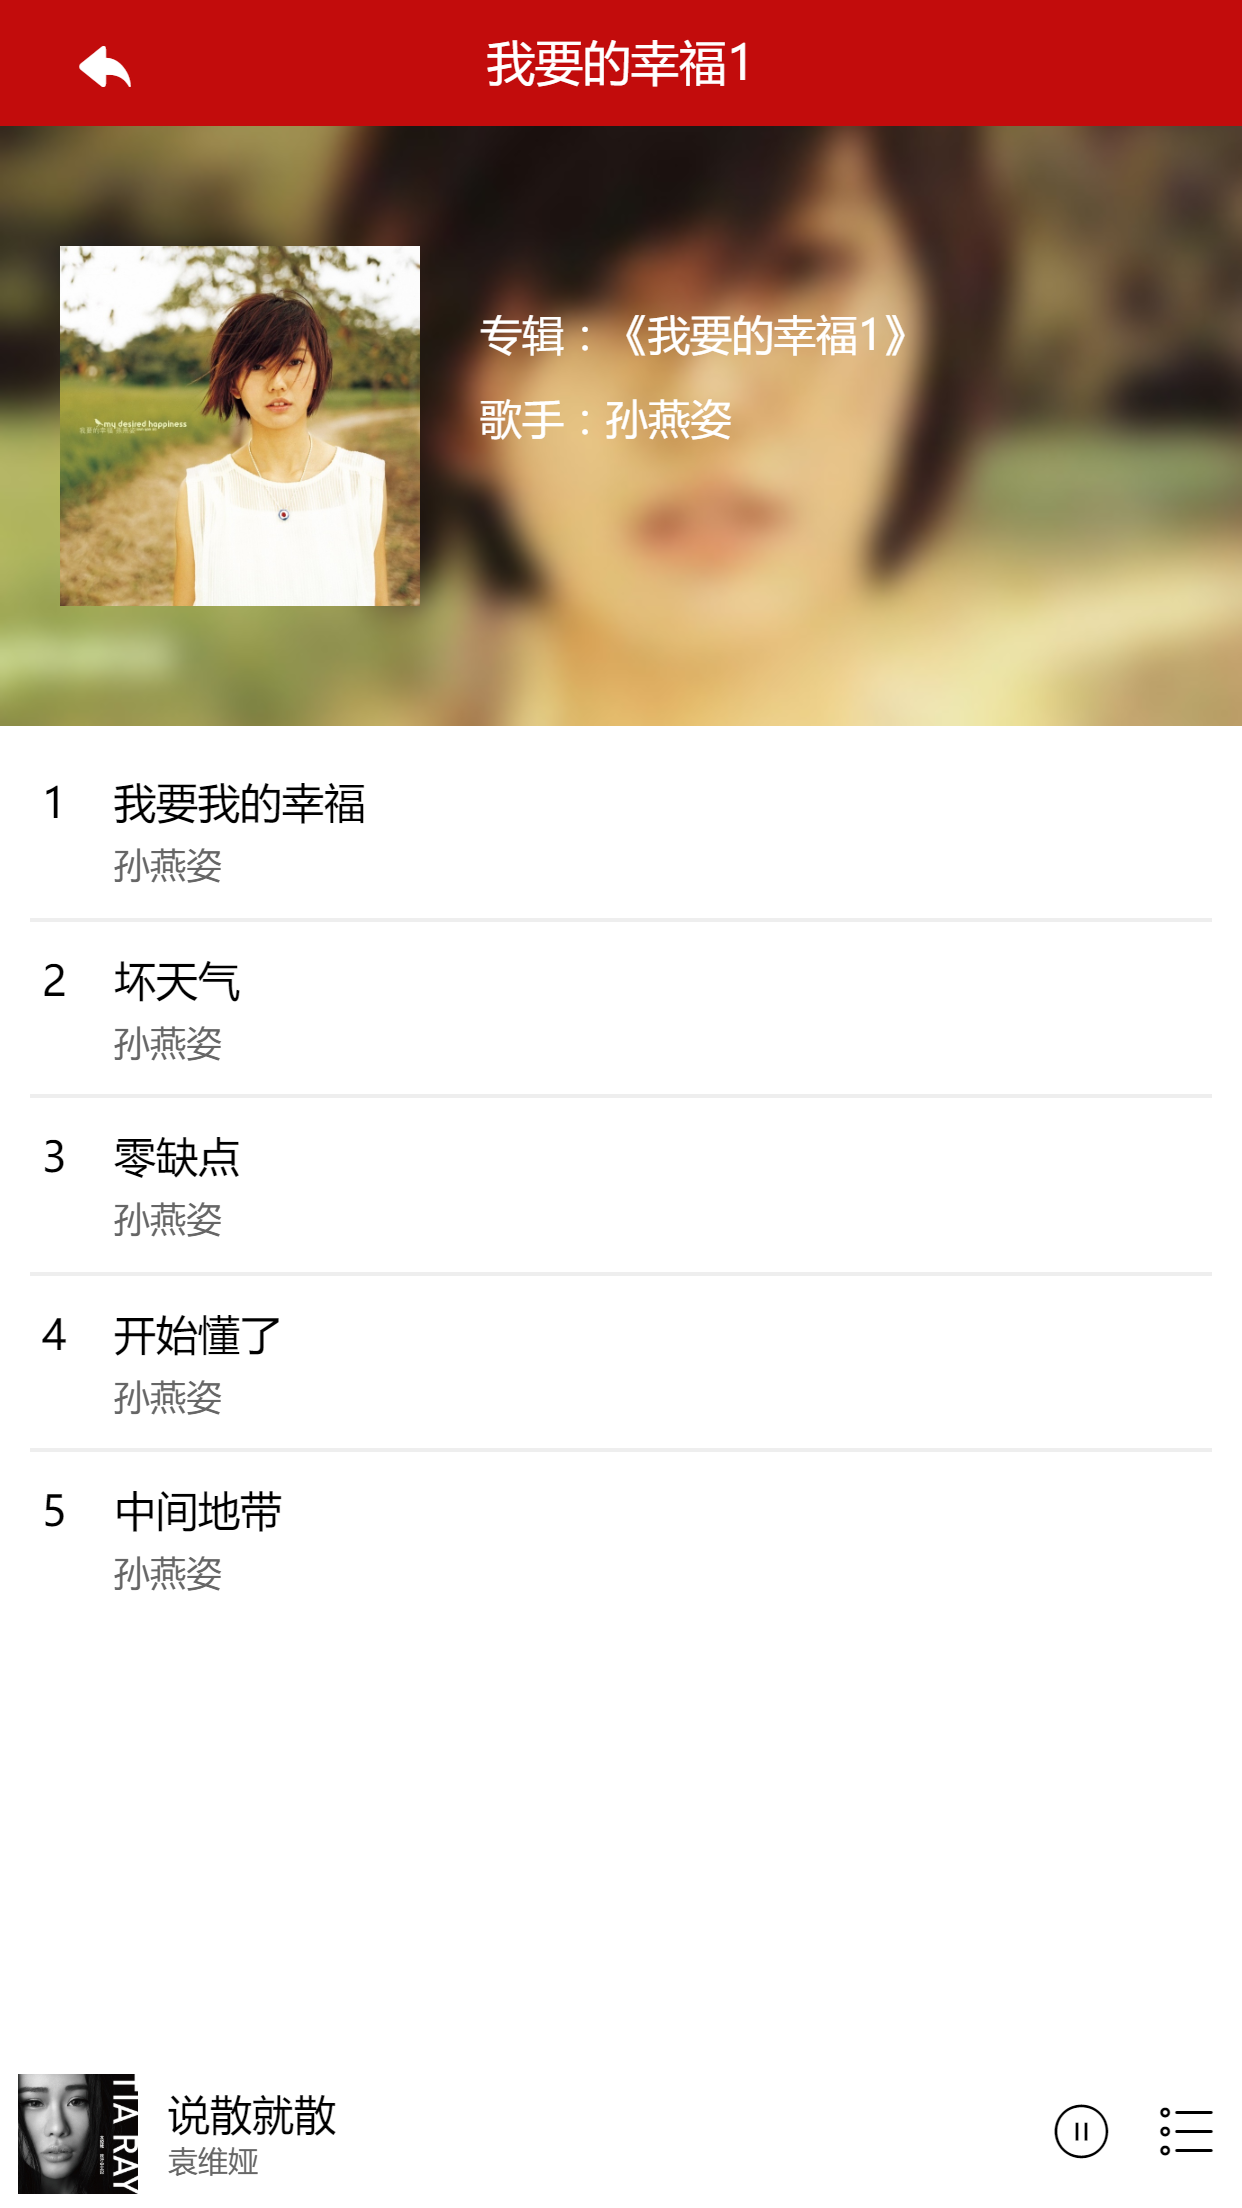 我要的幸福1
my desired happiness
专辑：《我要的幸福1》
歌手：孙燕姿
1 我要我的幸福
孙燕姿
2 坏天气
孙燕姿
3 零缺点
孙燕姿
4 开始懂了
孙燕姿
5 中间地带
孙燕姿
TIA RAY
说散就散
袁维娅